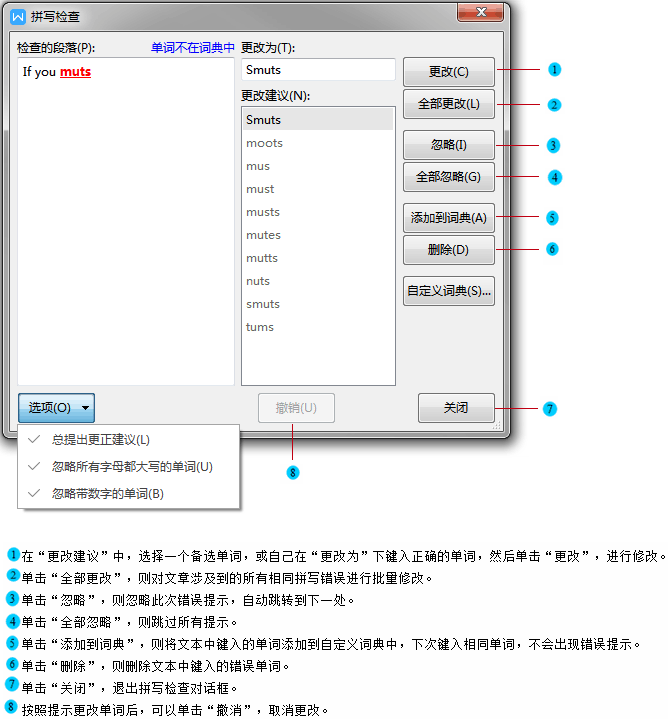 拼写检查
检查的段落(P):
单词不在词典中
更改为(T):
If you muts
Smuts
更改(C)
1
更改建议(N):
全部更改(L)
2
Smuts
moots
mus
must
musts
mutes
mutts
nuts
smuts
tums
忽略(I)
3
全部忽略(G)
4
添加到词典(A)
5
删除(D)
6
自定义词典(S)...
选项(O)
撤销(U)
关闭
7
8
总提出更正建议(L)
忽略所有字母都大写的单词(U)
忽略带数字的单词(B)
1 在“更改建议”中，选择一个备选单词，或自己在“更改为”下键入正确的单词，然后单击“更改”，进行修改。
2 单击“全部更改”，则对文章涉及到的所有相同拼写错误进行批量修改。
3 单击“忽略”，则忽略此次错误提示，自动跳转到下一处。
4 单击“全部忽略”，则跳过所有提示。
5 单击“添加到词典”，则将文本中键入的单词添加到自定义词典中，下次键入相同单词，不会出现错误提示。
6 单击“删除”，则删除文本中键入的错误单词。
7 单击“关闭”，退出拼写检查对话框。
8 按照提示更改单词后，可以单击“撤消”，取消更改。